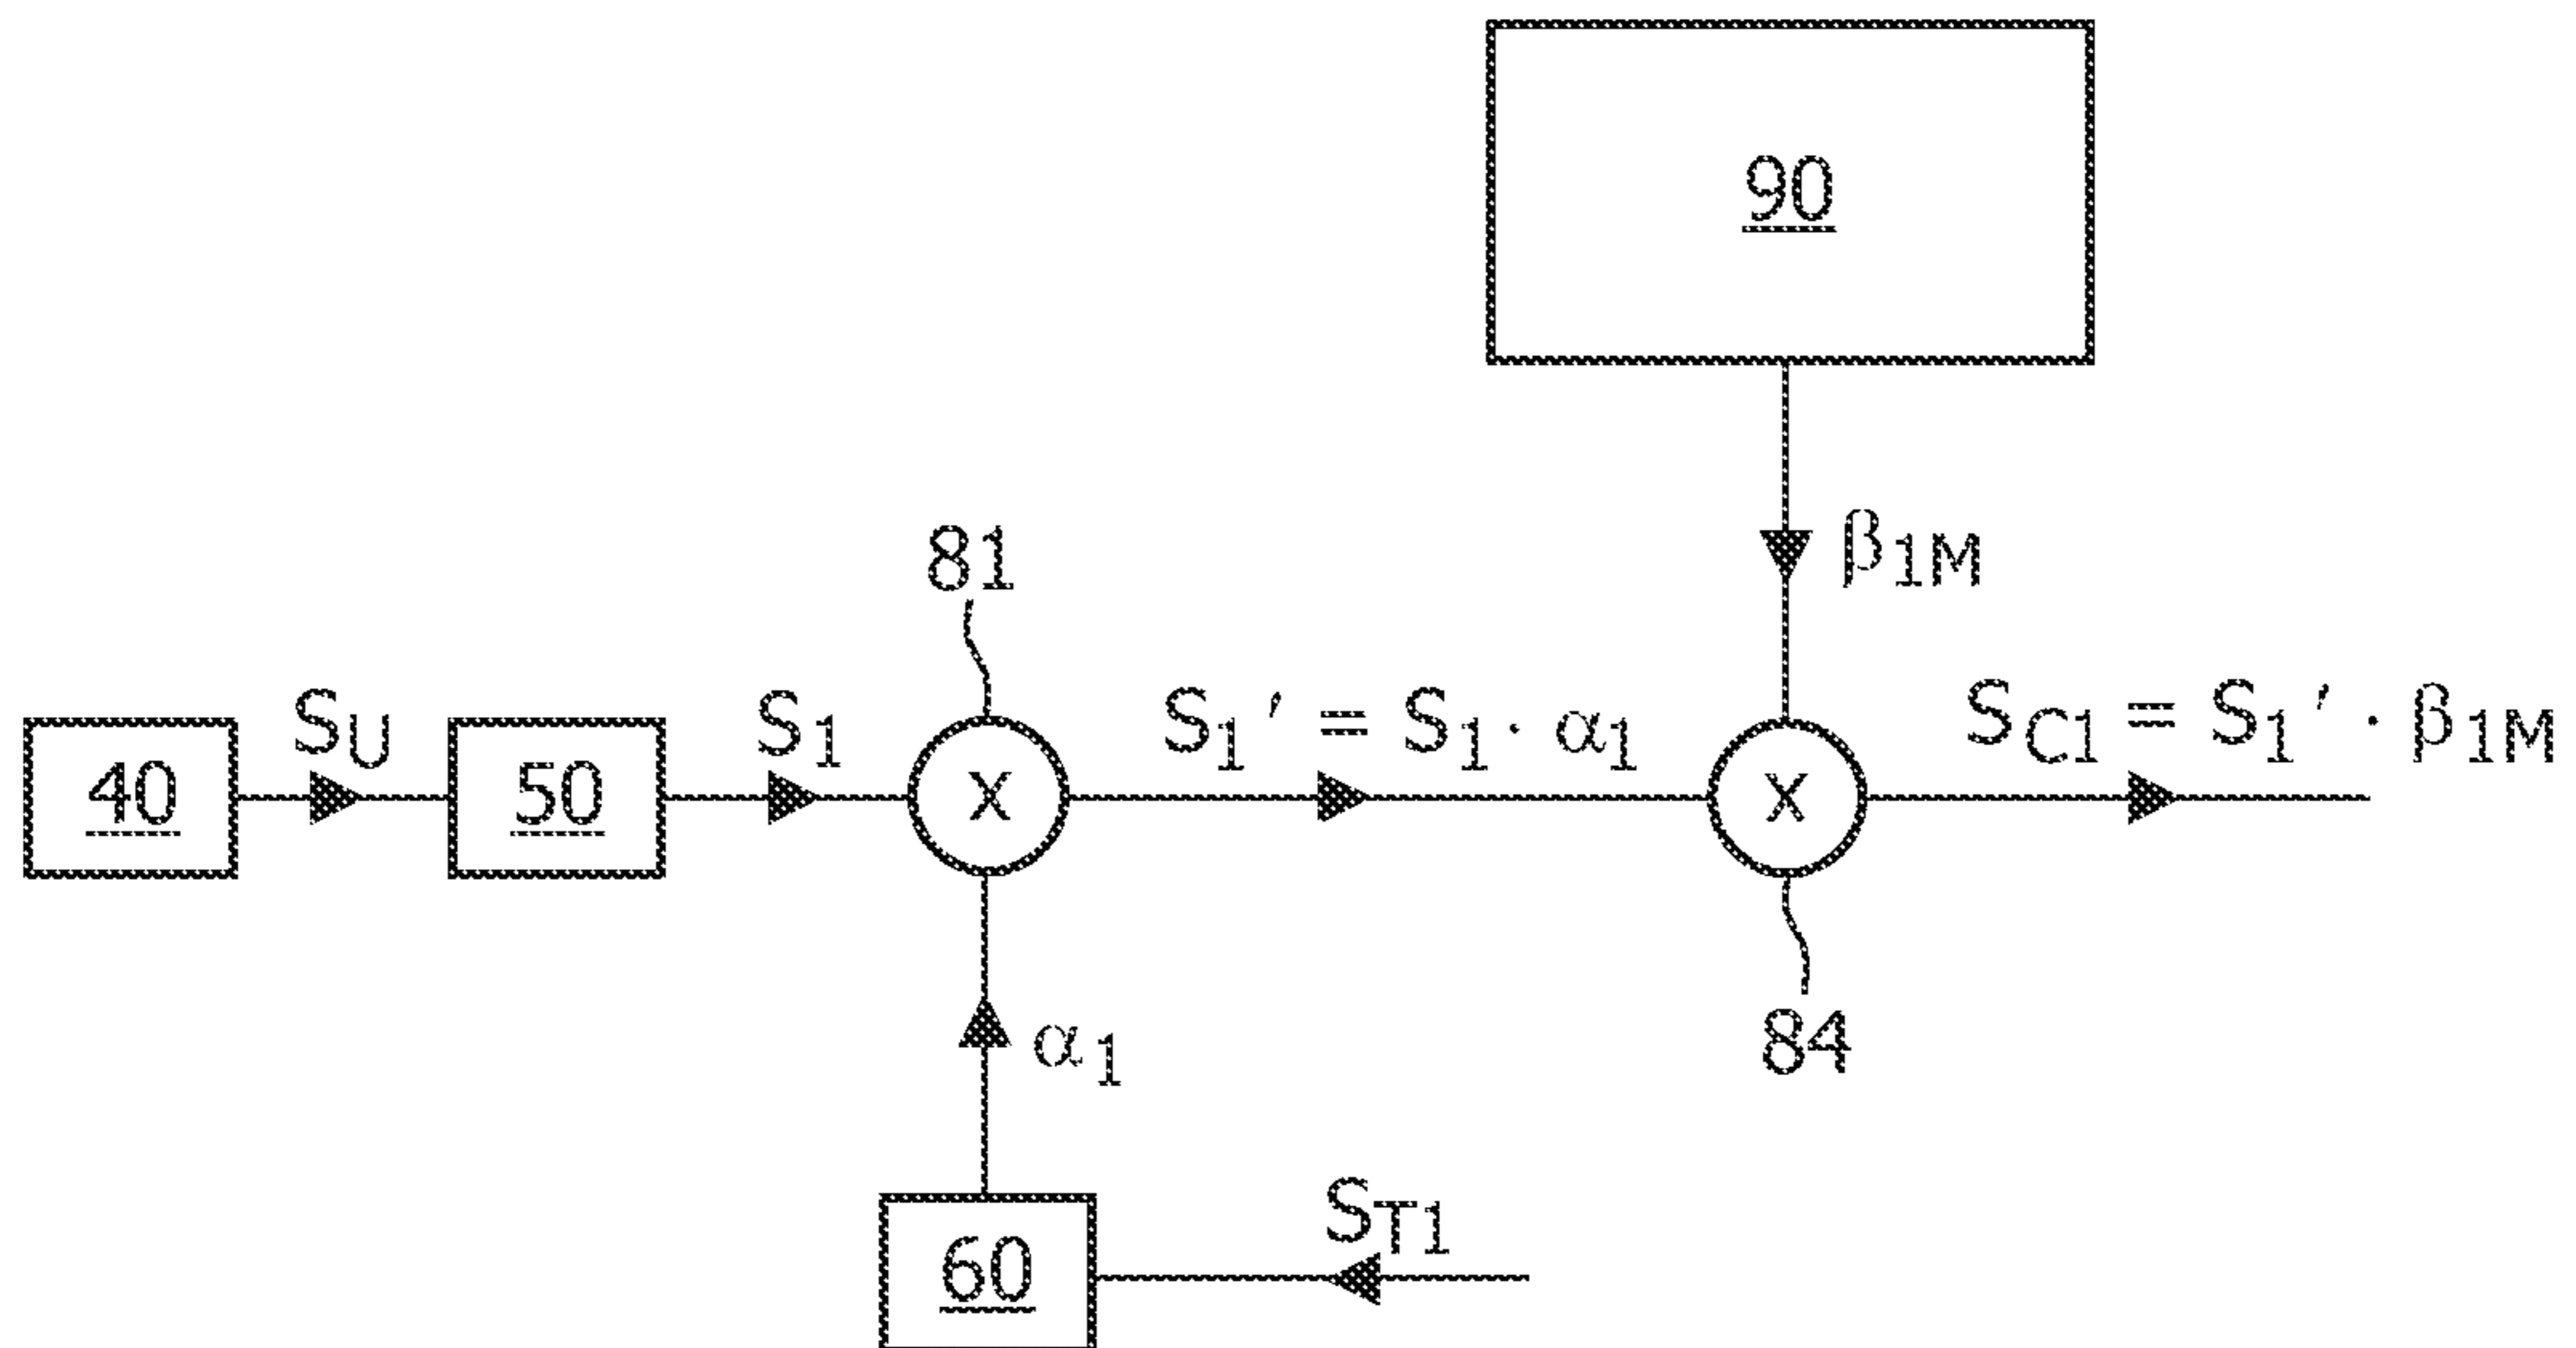 90
81
β1M
SU
S1
S1′ = S1 · α1
SC1 = S1′ · β1M
40
50
X
X
α1
84
ST1
60